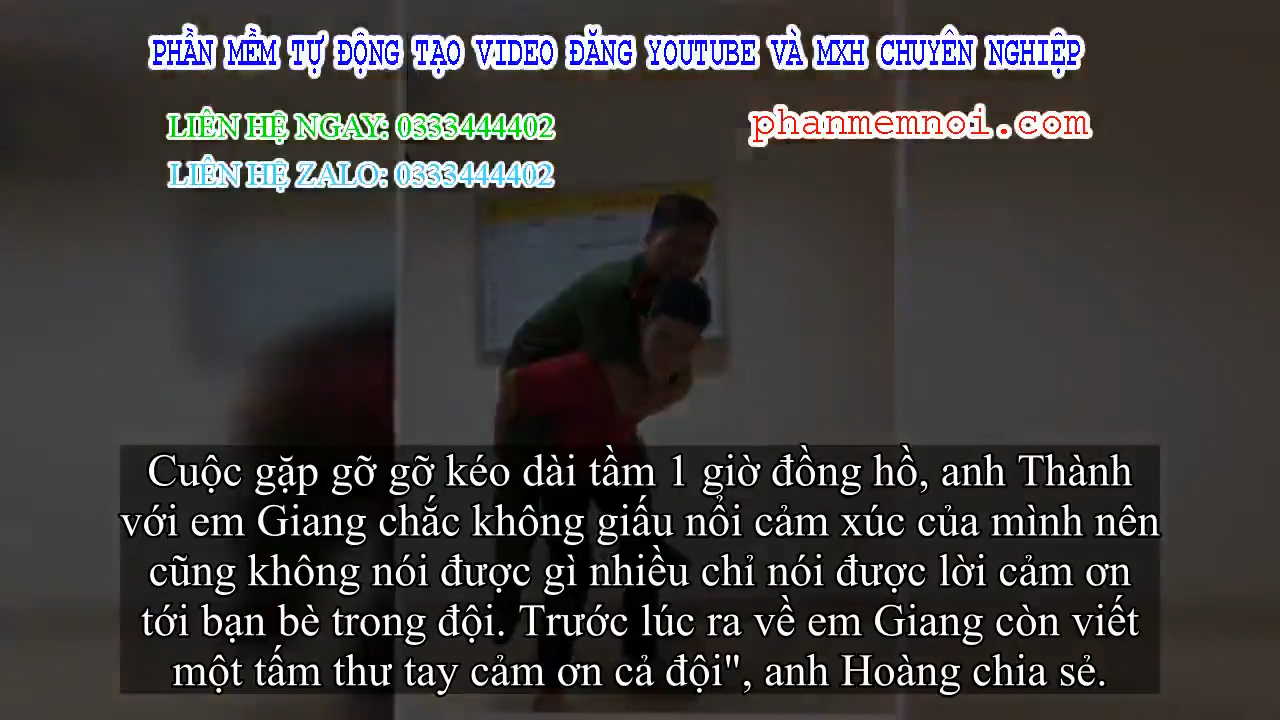 PHẦN MỀM TỰ ĐỘNG TẠO VIDEO ĐĂNG YOUTUBE VÀ MXH CHUYÊN NGHIỆP
LIÊN HỆ NGAY: 0333444402
phanmemnoi.com
LIÊN HỆ ZALO: 0333444402
Cuộc gặp gỡ gỡ kéo dài tầm 1 giờ đồng hồ, anh Thành
với em Giang chắc không giấu nổi cảm xúc của mình nên
cũng không nói được gì nhiều chỉ nói được lời cảm ơn
tới bạn bè trong đội. Trước lúc ra về em Giang còn viết
một tấm thư tay cảm ơn cả đội", anh Hoàng chia sẻ.